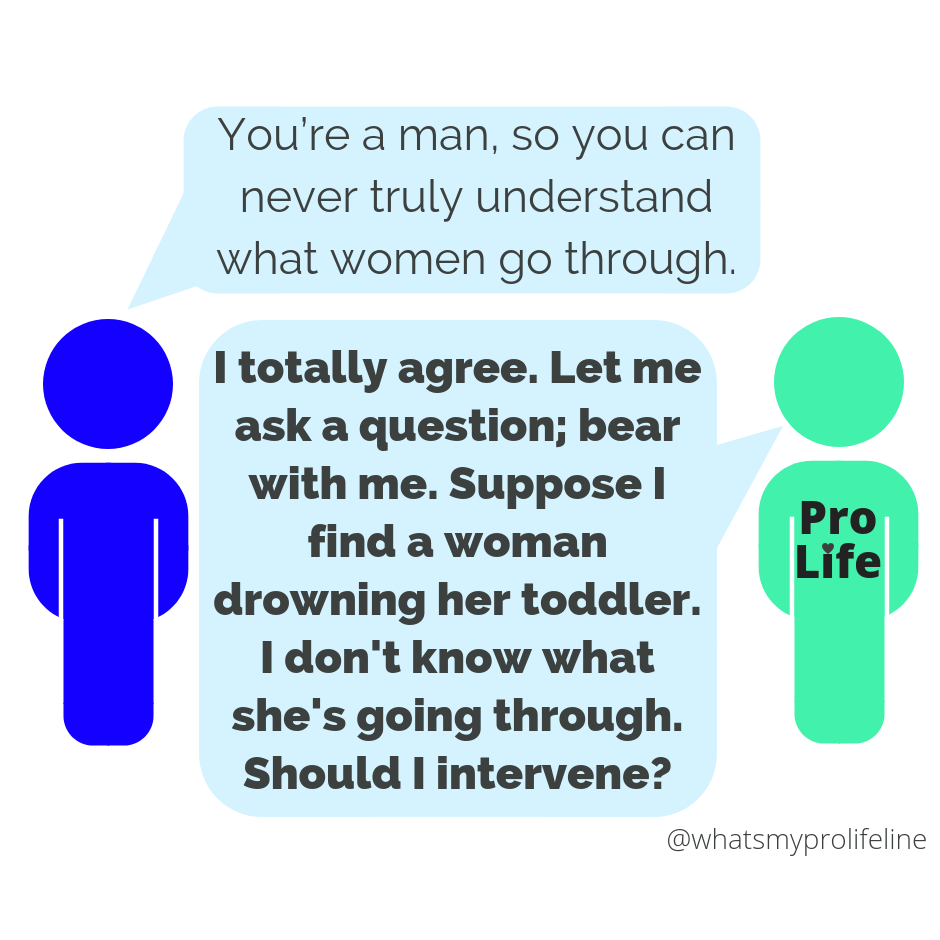 You’re a man, so you can
never truly understand
what women go through.
I totally agree. Let me
ask a question; bear
with me. Suppose I
find a woman
drowning her toddler.
I don't know what
she's going through.
Should I intervene?
Pro
Life
@whatsmyprolifeline